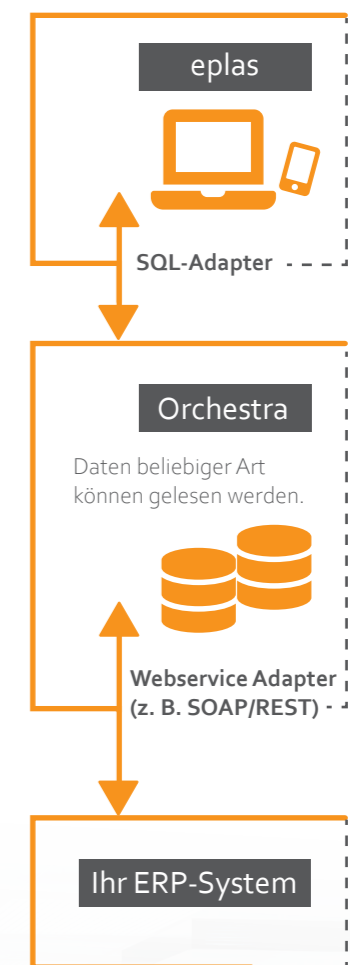 eplas
SQL-Adapter
Orchestra
Daten beliebiger Art
können gelesen werden.
Webservice Adapter
(z. B. SOAP/REST)
Ihr ERP-System